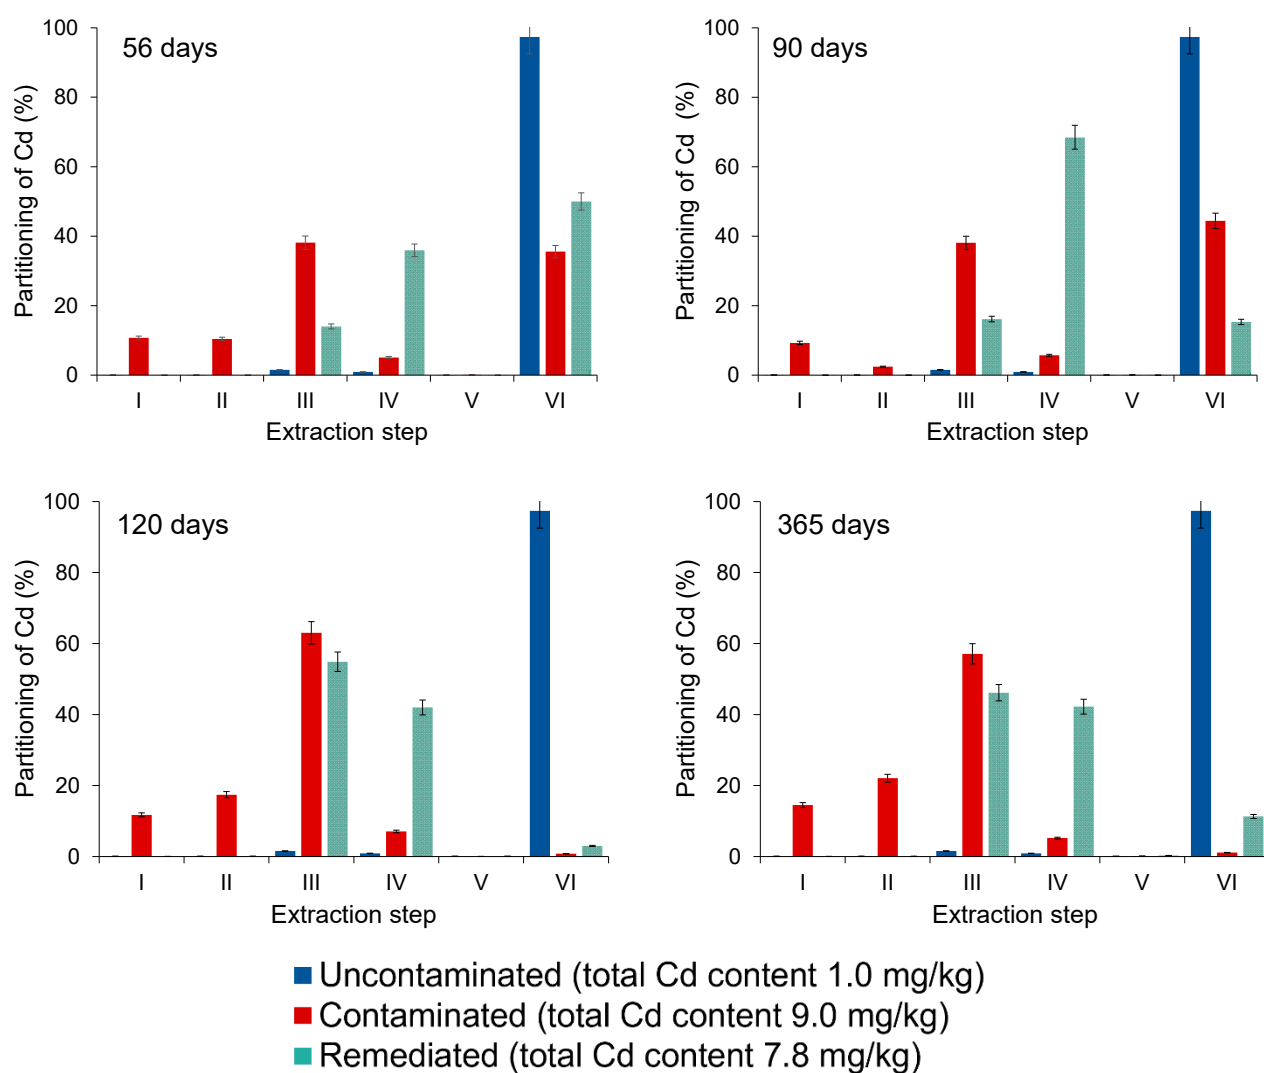 56 days
Partitioning of Cd (%)
100
80
60
40
20
0
I II III IV V VI
Extraction step
90 days
Partitioning of Cd (%)
100
80
60
40
20
0
I II III IV V VI
Extraction step
120 days
Partitioning of Cd (%)
100
80
60
40
20
0
I II III IV V VI
Extraction step
365 days
Partitioning of Cd (%)
100
80
60
40
20
0
I II III IV V VI
Extraction step
Uncontaminated (total Cd content 1.0 mg/kg)
Contaminated (total Cd content 9.0 mg/kg)
Remediated (total Cd content 7.8 mg/kg)